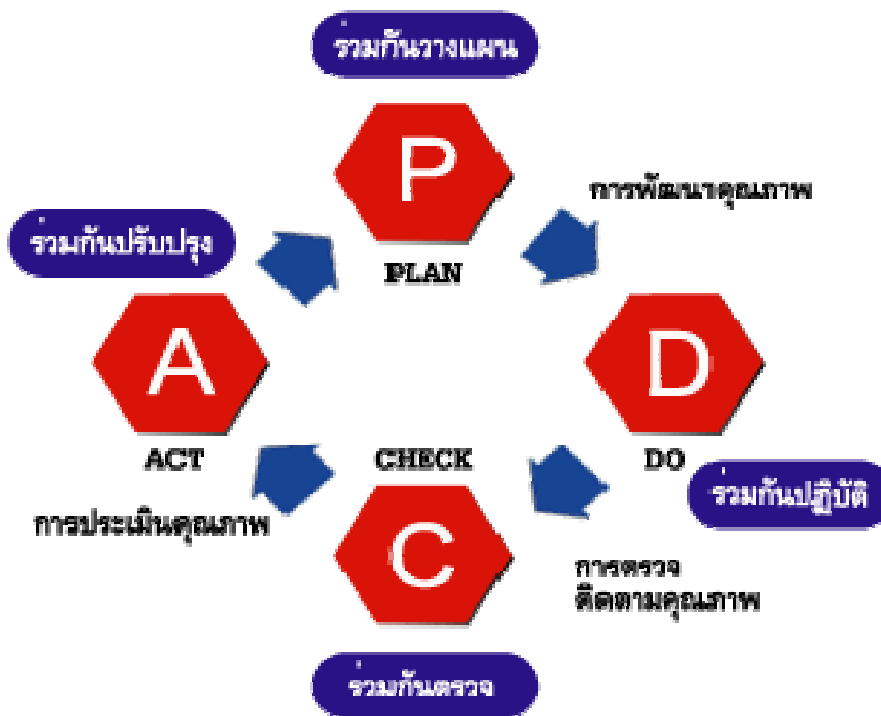 ร่วมกันวางแผน
P
PLAN
การพัฒนาคุณภาพ
ร่วมกันปรับปรุง
A
ACT
D
DO
ร่วมกันปฏิบัติ
CHECK
C
การประเมินคุณภาพ
การตรวจ
ติดตามคุณภาพ
ร่วมกันตรวจ